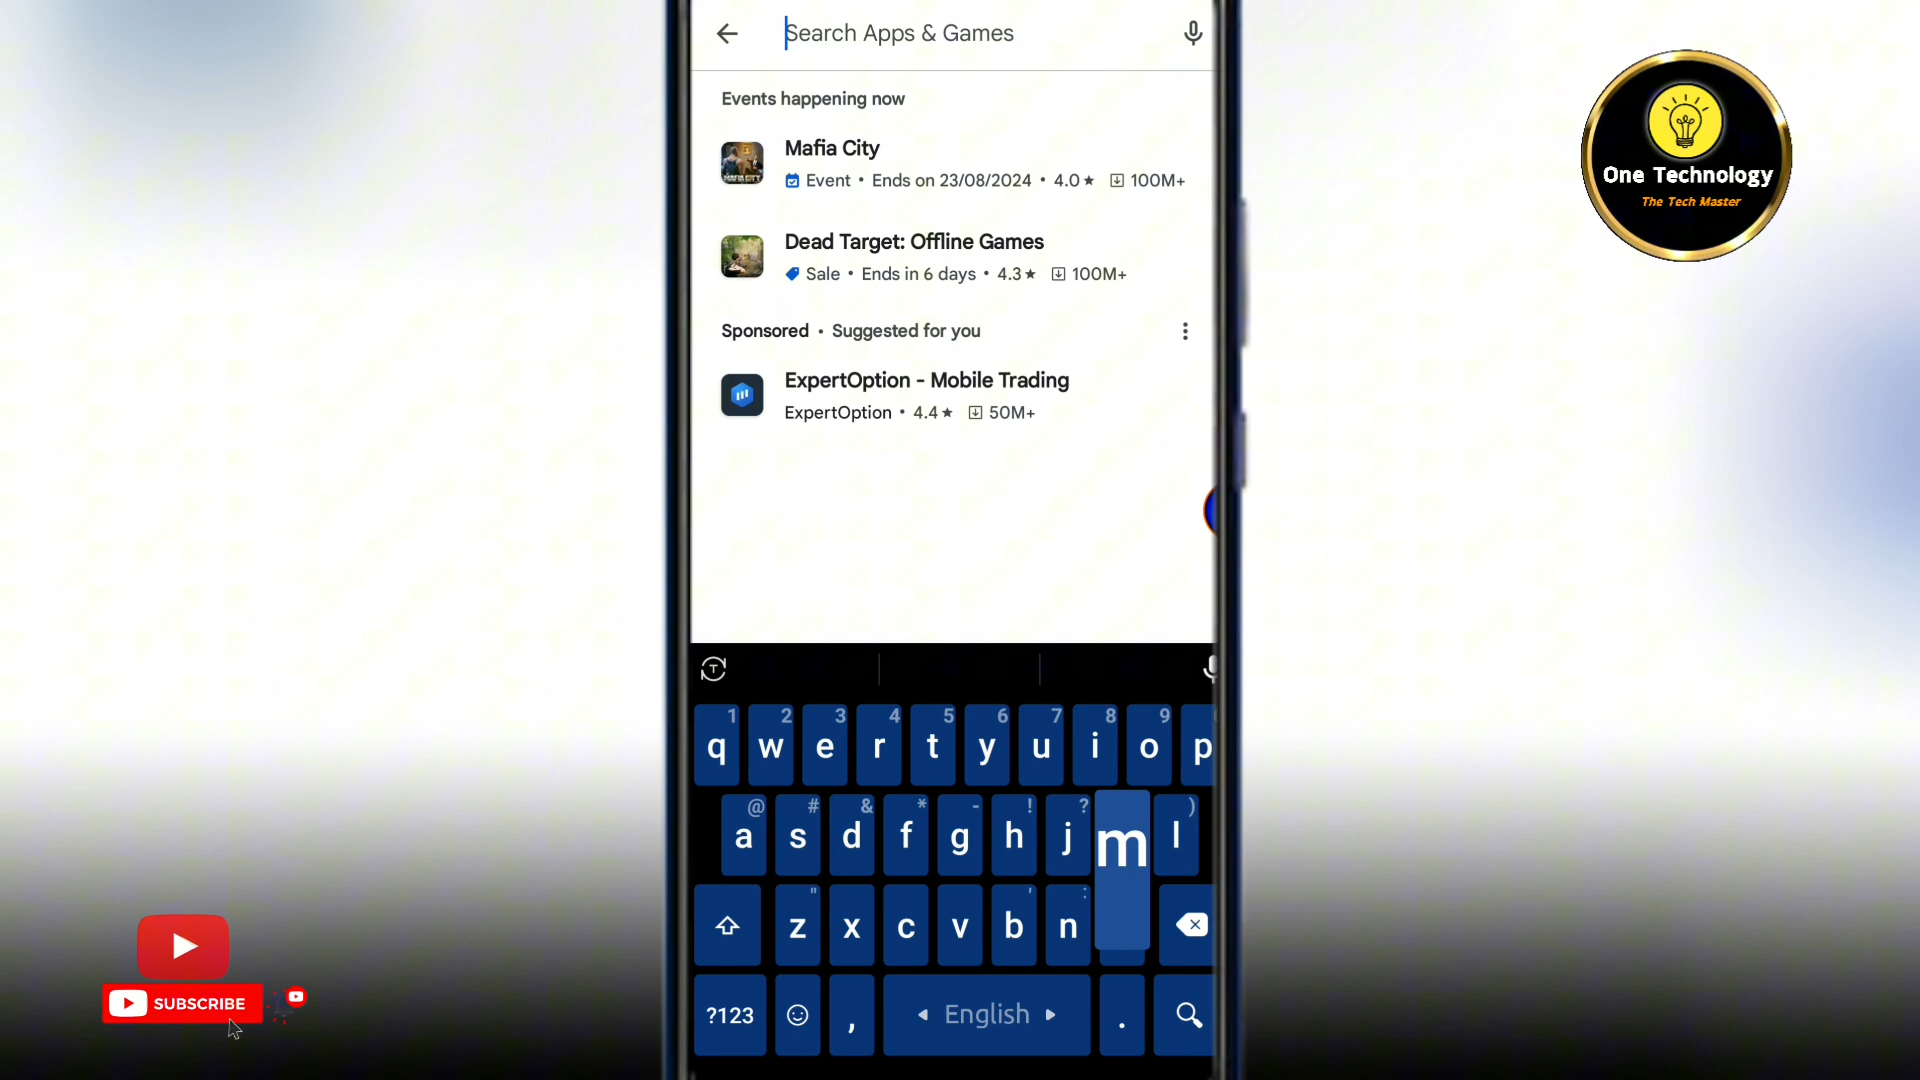 Search Apps & Games
Events happening now
Mafia City
Event • Ends on 23/08/2024 • 4.0★ 100M+
Dead Target: Offline Games
Sale • Ends in 6 days • 4.3★ 100M+
Sponsored • Suggested for you
ExpertOption - Mobile Trading
ExpertOption • 4.4★ 50M+
One Technology
The Tech Master
1 2 3 4 5 6 7 8 9
q w e r t y u i o p
@ # & * - ! ? )
a s d f g h j m l
" ' :
z x c v b n
?123 , English .
SUBSCRIBE